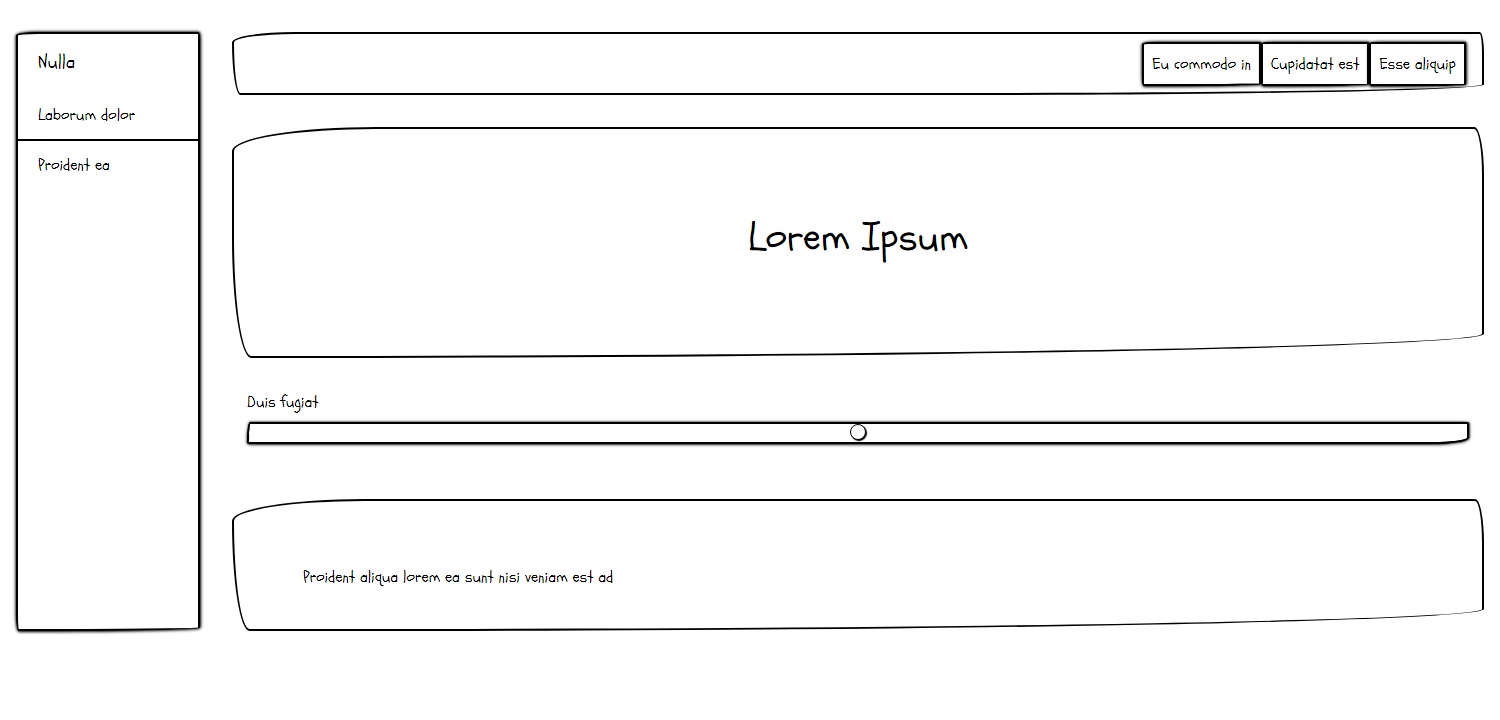 Nulla
Laborum dolor
Proident ea
Eu commodo in
Cupidatat est
Esse aliquip
Lorem Ipsum
Duis fugiat
Proident aliqua lorem ea sunt nisi veniam est ad